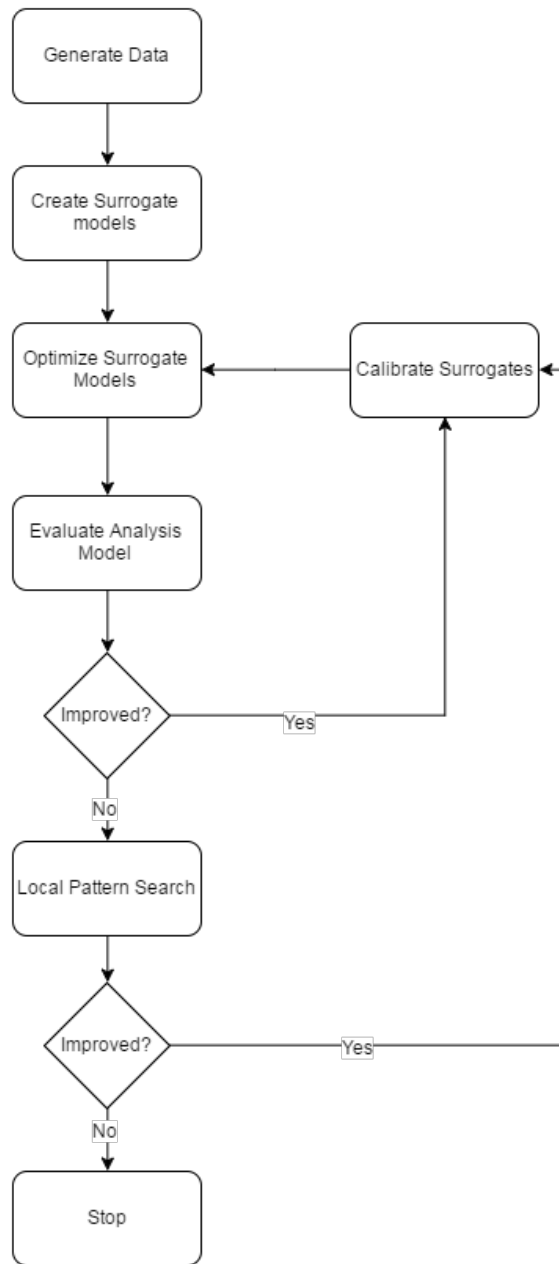 Generate Data
Create Surrogate
models
Optimize Surrogate
Models
Calibrate Surrogates
Evaluate Analysis
Model
Improved?
Yes
No
Local Pattern Search
Improved?
Yes
No
Stop